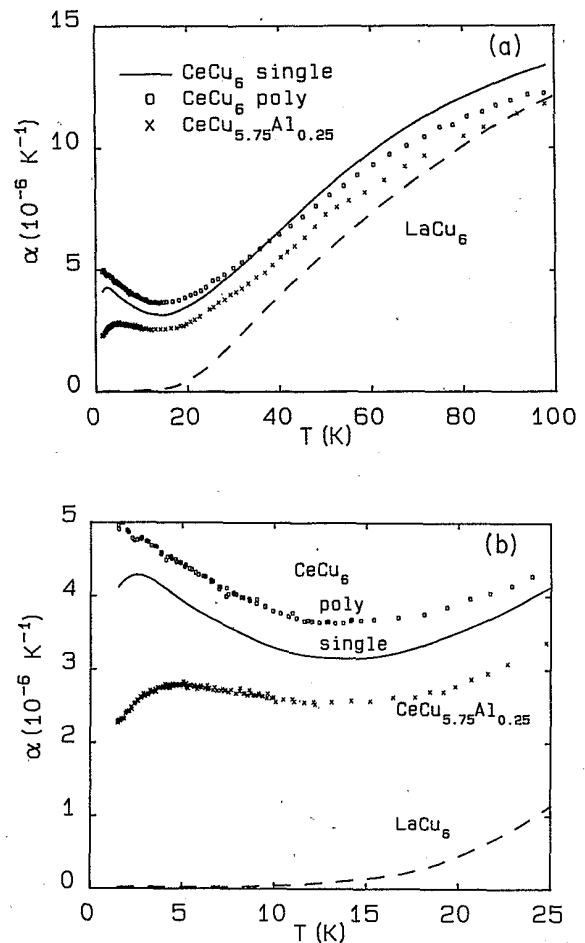 (a)
CeCu₆ single
CeCu₆ poly
CeCu₅.₇₅Al₀.₂₅
LaCu₆
α (10⁻⁶ K⁻¹)
15
10
5
0
0 20 40 60 80 100
T (K)
(b)
CeCu₆
poly
single
CeCu₅.₇₅Al₀.₂₅
LaCu₆
α (10⁻⁶ K⁻¹)
5
4
3
2
1
0
0 5 10 15 20 25
T (K)